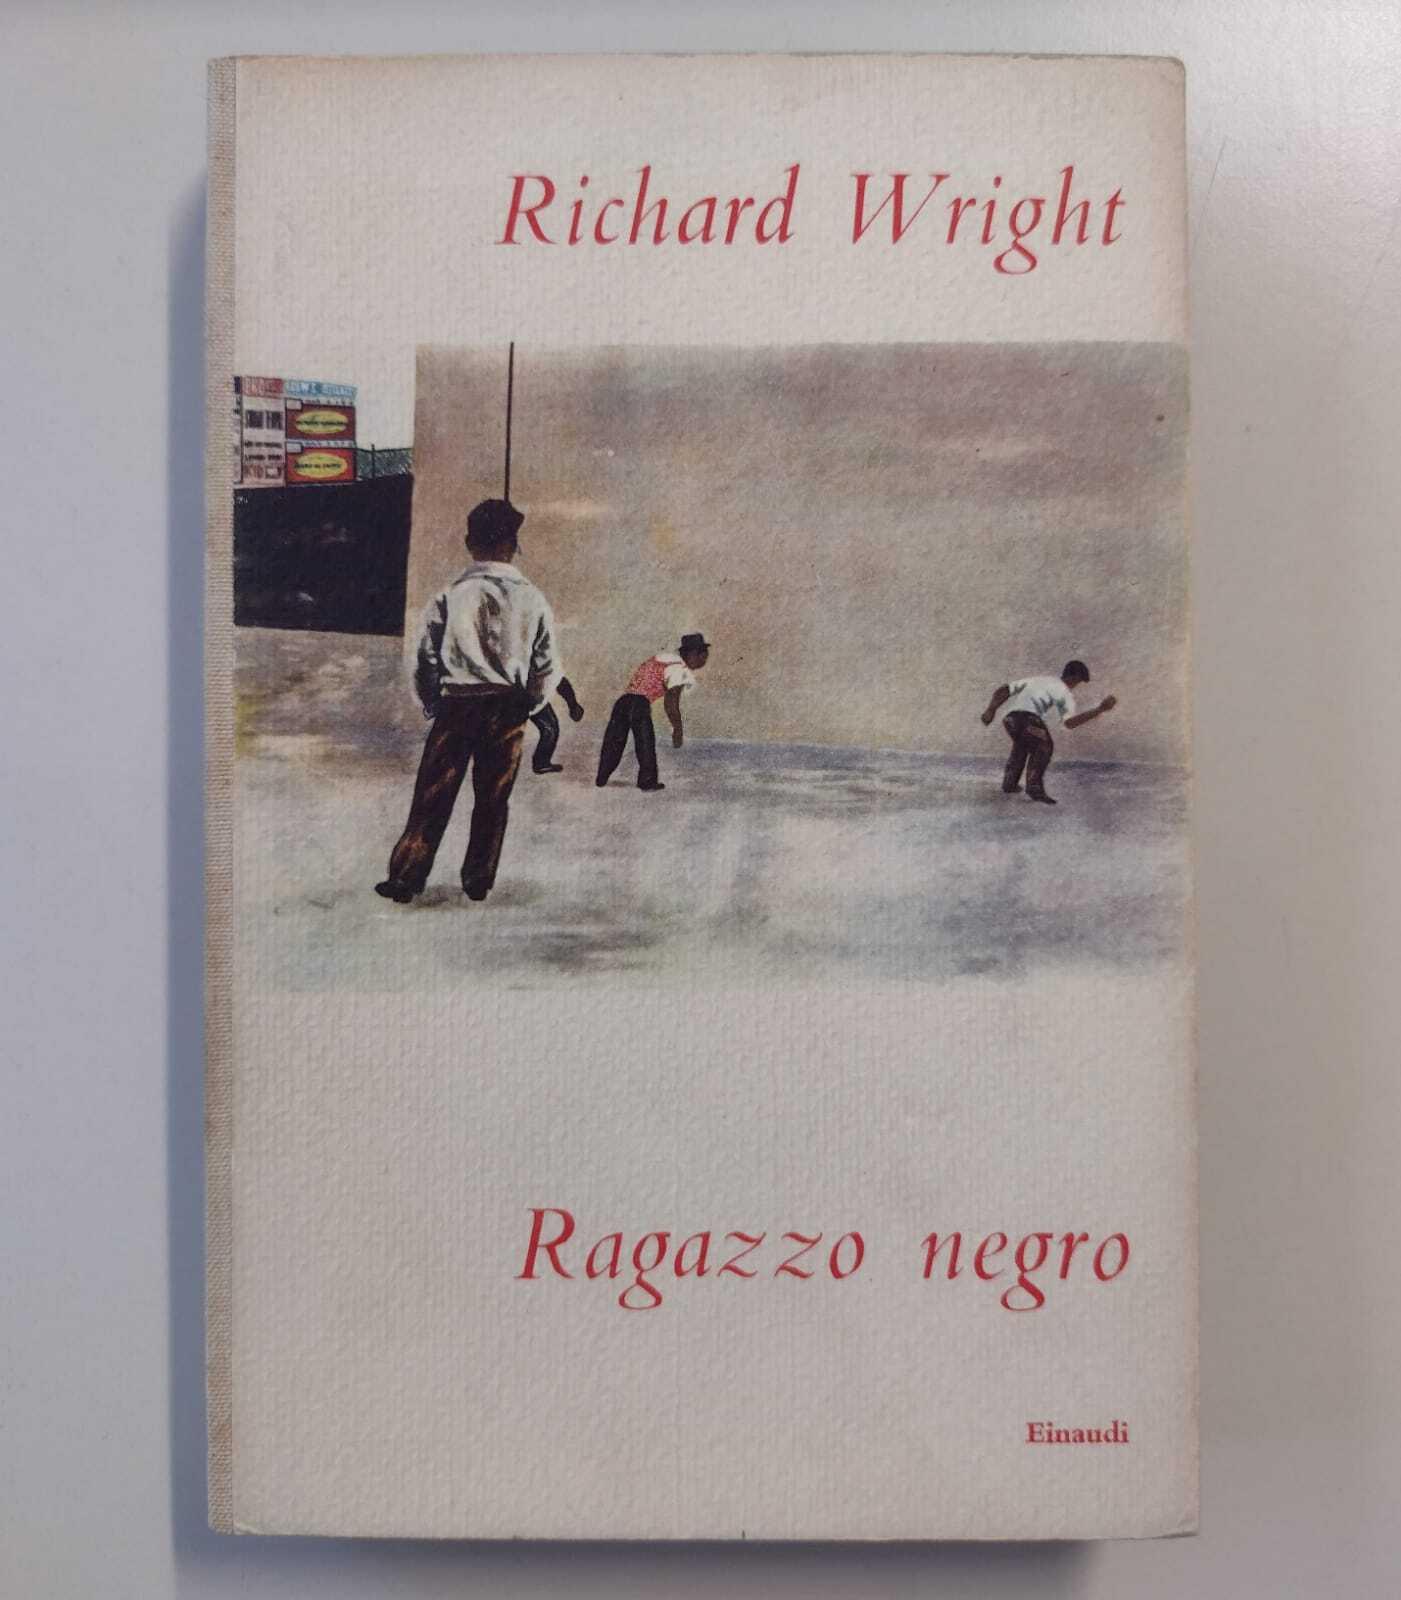 Richard Wright
Ragazzo negro
Einaudi